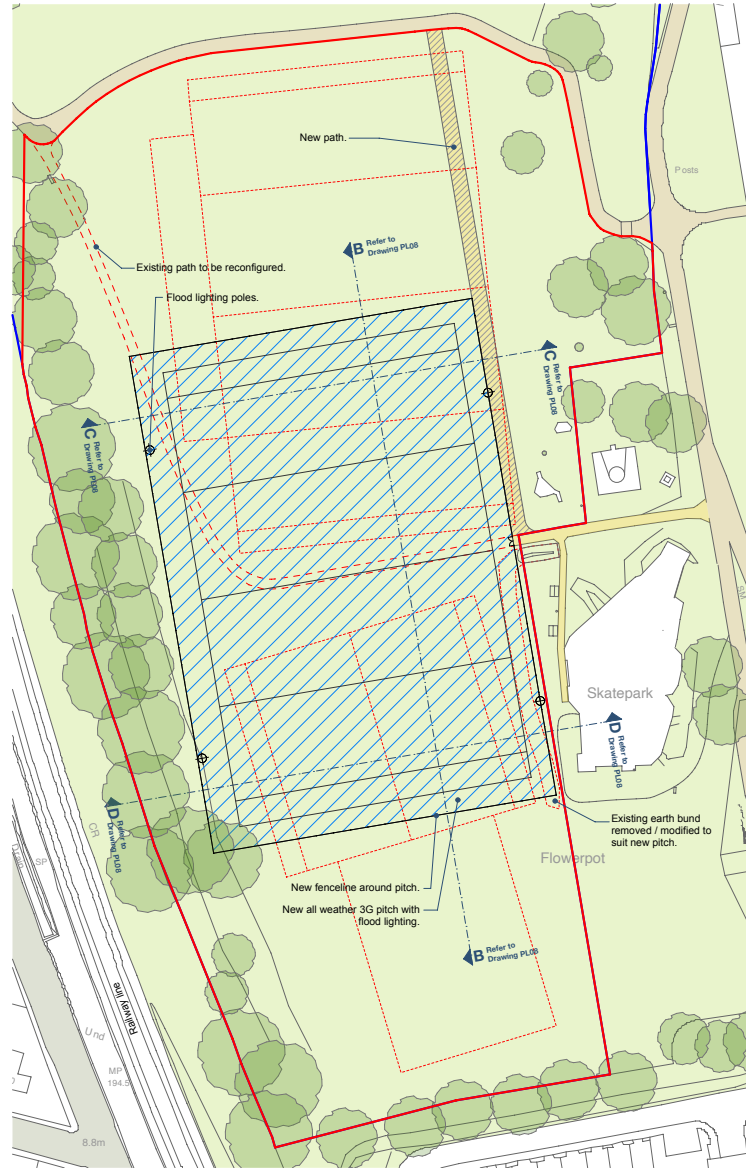 New path.
Posts
B Refer to
Drawing PL08
Existing path to be reconfigured.
Flood lighting poles.
C Refer to
Drawing PL08
C Refer to
Drawing PL08
BM
Skatepark
D Refer to
Drawing PL08
D Refer to
Drawing PL08
CR
Drain
SP
Existing earth bund
removed / modified to
suit new pitch.
Flowerpot
New fenceline around pitch.
New all weather 3G pitch with
flood lighting.
B Refer to
Drawing PL08
Railway line
Und
MP
194.5
8.8m